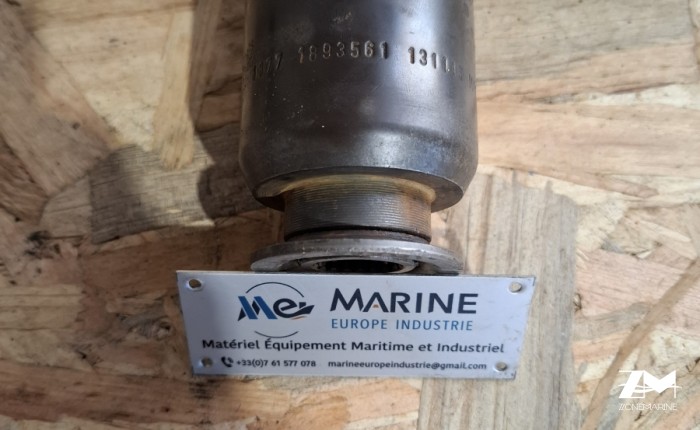 1893561
Me
MARINE
EUROPE INDUSTRIE
Matériel Équipement Maritime et Industriel
+33(0)7 61 577 078 marineeuropeindustrie@gmail.com
ZM
ZONEMARINE